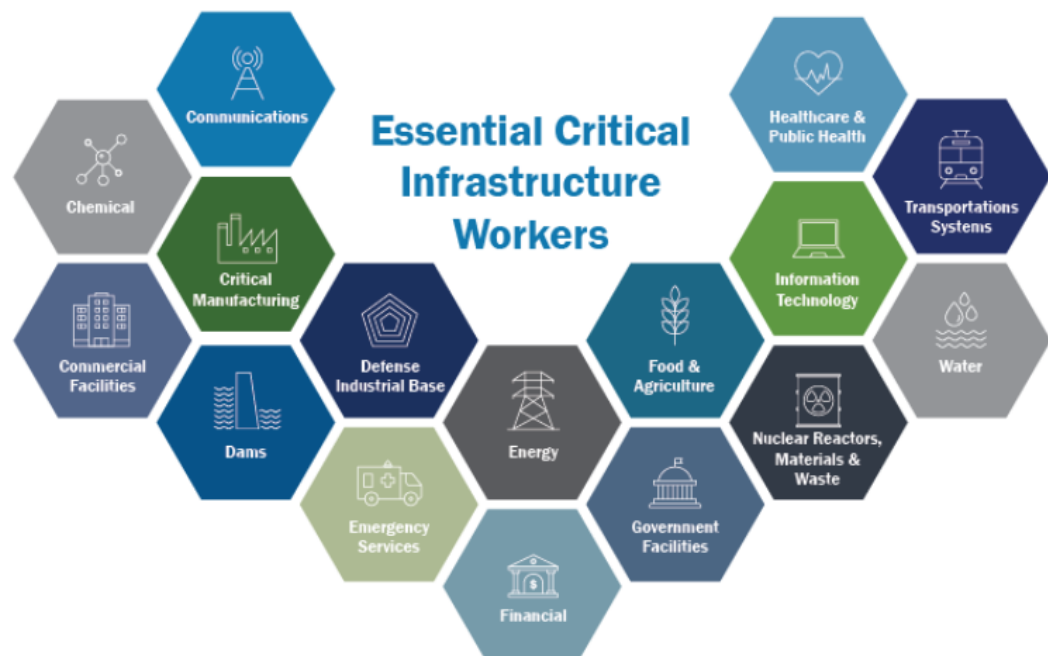 Essential Critical
Infrastructure
Workers
Communications
Chemical
Critical
Manufacturing
Commercial
Facilities
Defense
Industrial Base
Dams
Emergency
Services
Energy
Financial
Healthcare &
Public Health
Transportations
Systems
Information
Technology
Food &
Agriculture
Water
Nuclear Reactors,
Materials &
Waste
Government
Facilities
$